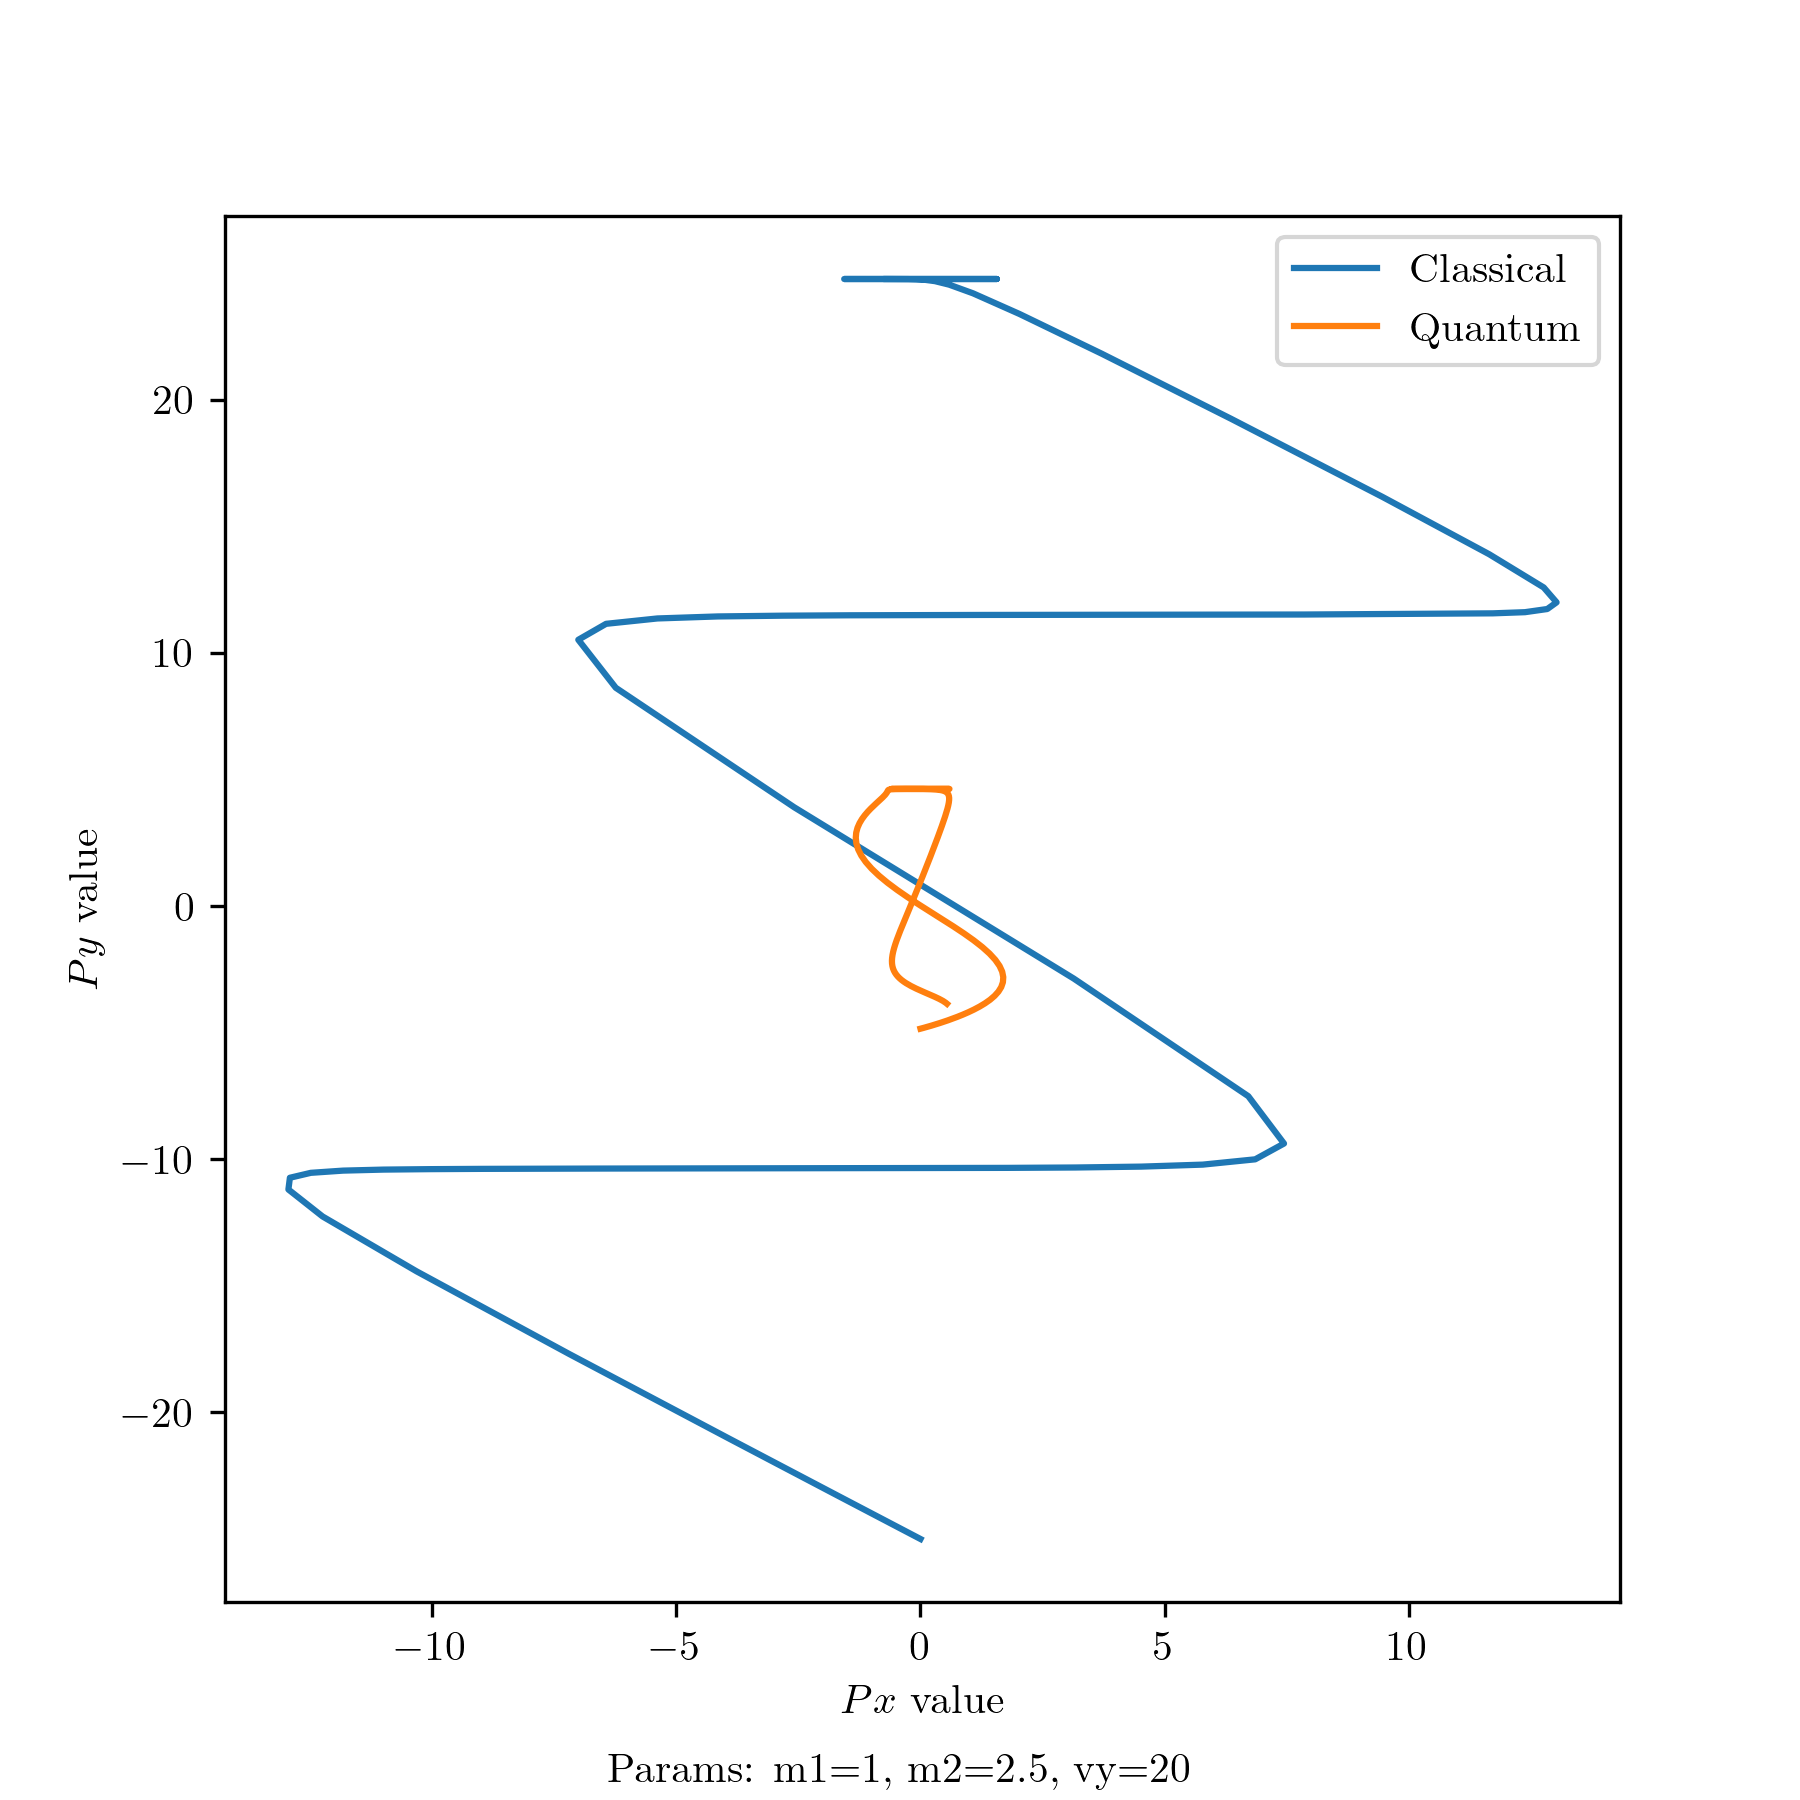 Classical
Quantum
20
10
0
−10
−20
Py value
−10 −5 0 5 10
Px value
Params: m1=1, m2=2.5, vy=20